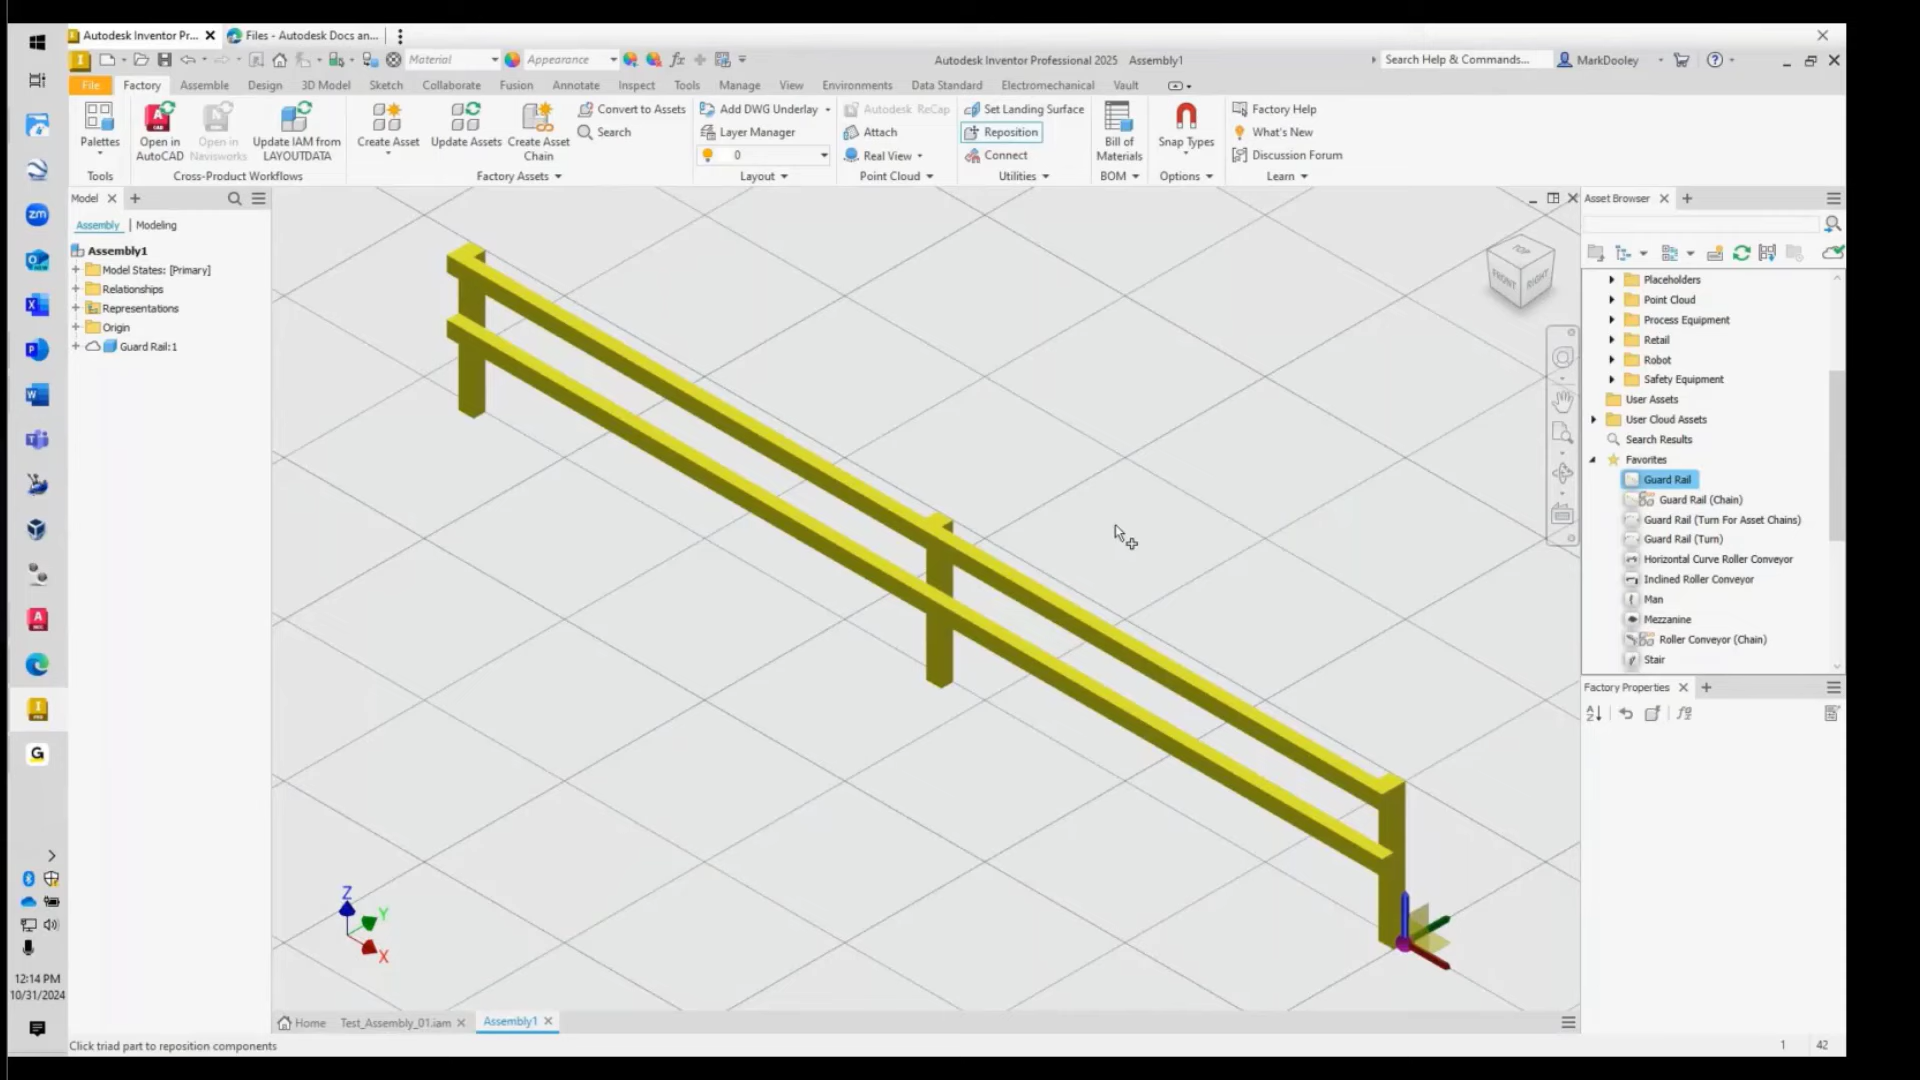 Autodesk Inventor Pr...
Files - Autodesk Docs an...
Material
Appearance
Autodesk Inventor Professional 2025 Assembly1
Search Help & Commands...
MarkDooley
File
Factory
Assemble
Design
3D Model
Sketch
Collaborate
Fusion
Annotate
Inspect
Tools
Manage
View
Environments
Data Standard
Electromechanical
Vault
Palettes
Open in
AutoCAD
Open in
Navisworks
Update IAM from
LAYOUTDATA
Create Asset
Update Assets
Create Asset
Chain
Convert to Assets
Search
Add DWG Underlay
Layer Manager
0
Autodesk ReCap
Attach
Real View
Set Landing Surface
Reposition
Connect
Bill of
Materials
Snap Types
Factory Help
What's New
Discussion Forum
Tools
Cross-Product Workflows
Factory Assets
Layout
Point Cloud
Utilities
BOM
Options
Learn
Model
Assembly | Modeling
Assembly1
Model States: [Primary]
Relationships
Representations
Origin
Guard Rail:1
TOP
FRONT
RIGHT
Asset Browser
Placeholders
Point Cloud
Process Equipment
Retail
Robot
Safety Equipment
User Assets
User Cloud Assets
Search Results
Favorites
Guard Rail
Guard Rail (Chain)
Guard Rail (Turn For Asset Chains)
Guard Rail (Turn)
Horizontal Curve Roller Conveyor
Inclined Roller Conveyor
Man
Mezzanine
Roller Conveyor (Chain)
Stair
Factory Properties
zm
G
12:14 PM
10/31/2024
Z
Y
X
Home
Test_Assembly_01.iam
Assembly1
Click triad part to reposition components
1
42